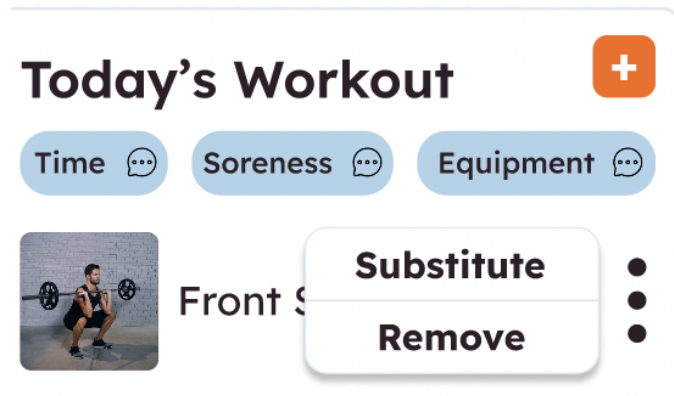 Today’s Workout
+
Time
Soreness
Equipment
Front
Substitute
Remove